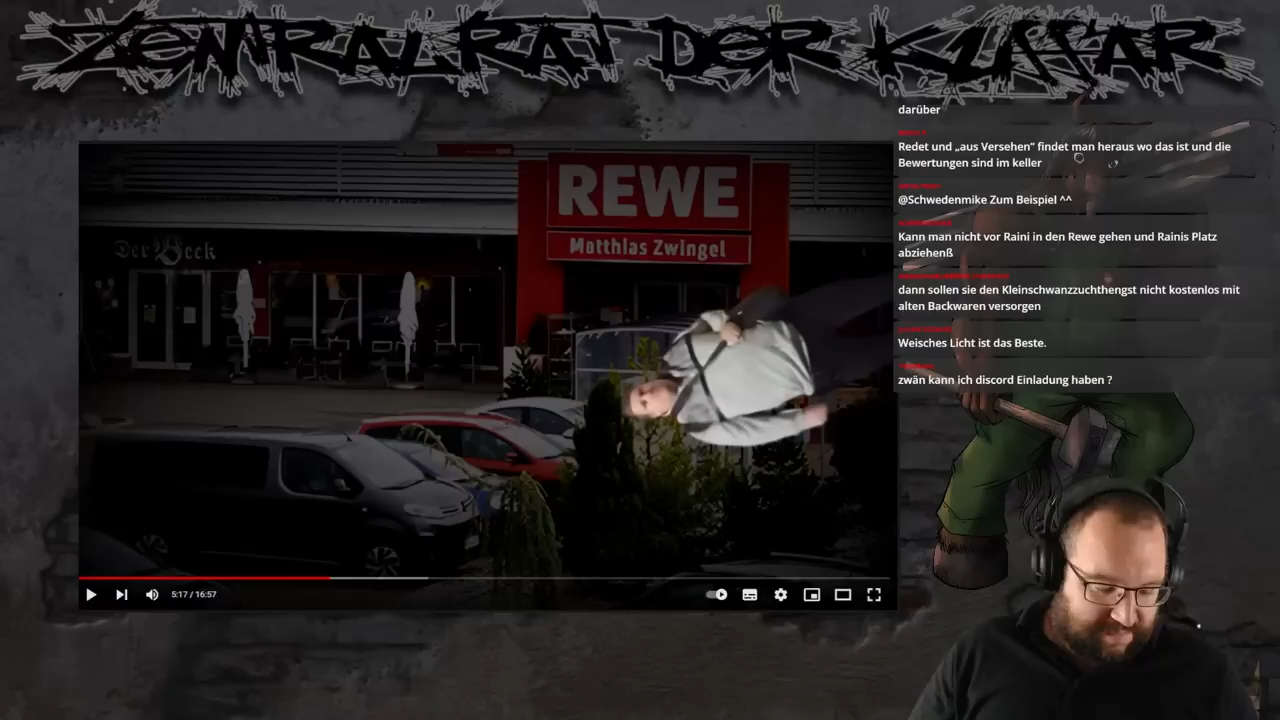 ZENTRALRAT DER KUFFAR
darüber
Redet und „aus Versehen" findet man heraus wo das ist und die
Bewertungen sind im keller
@Schwedenmike Zum Beispiel ^^
Kann man nicht vor Raini in den Rewe gehen und Rainis Platz
abziehenß
dann sollen sie den Kleinschwanzzuchthengst nicht kostenlos mit
alten Backwaren versorgen
Weisches Licht ist das Beste.
zwän kann ich discord Einladung haben ?
REWE
Matthias Zwingel
Der Beck
5:17 / 16:57